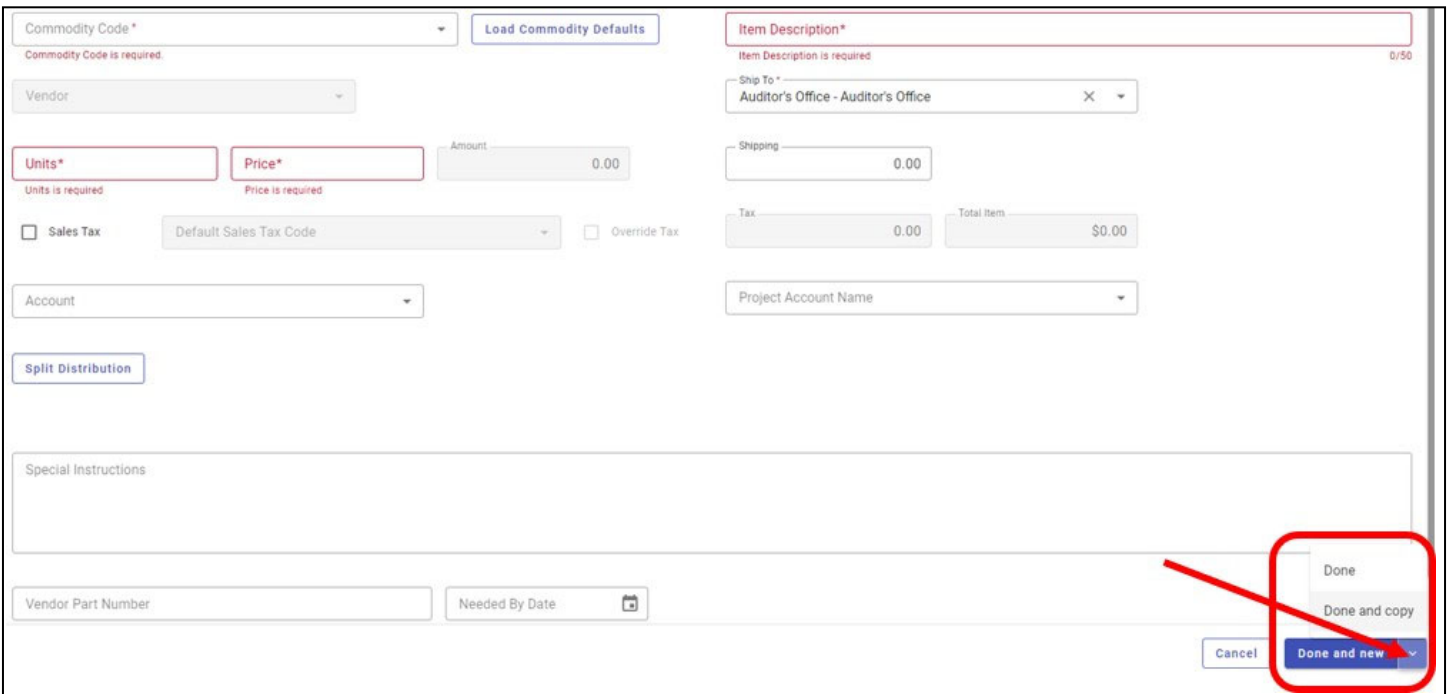 Commodity Code *
Load Commodity Defaults
Item Description*
Commodity Code is required.
Item Description is required
0/50
Vendor
Ship To *
Auditor's Office - Auditor's Office
Units*
Price*
Amount
0.00
Shipping
0.00
Units is required
Price is required
Sales Tax
Default Sales Tax Code
Override Tax
Tax
0.00
Total Item
$0.00
Account
Project Account Name
Split Distribution
Special Instructions
Done
Vendor Part Number
Needed By Date
Done and copy
Cancel
Done and new